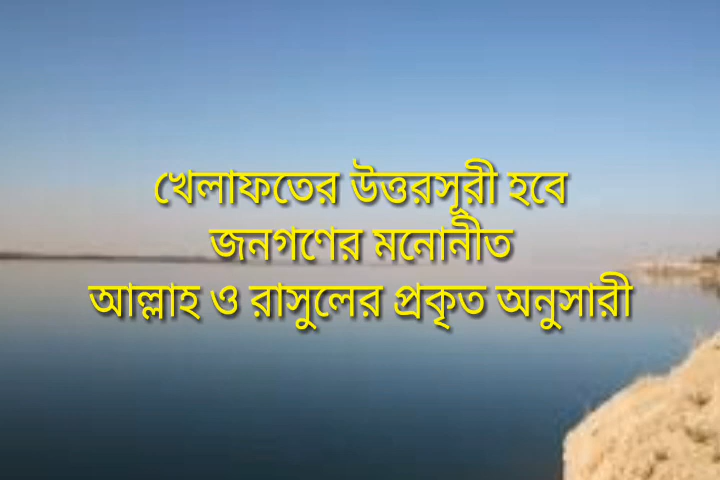 খেলাফতের উত্তরসূরী হবে
জনগণের মনোনীত
আল্লাহ ও রাসুলের প্রকৃত অনুসারী